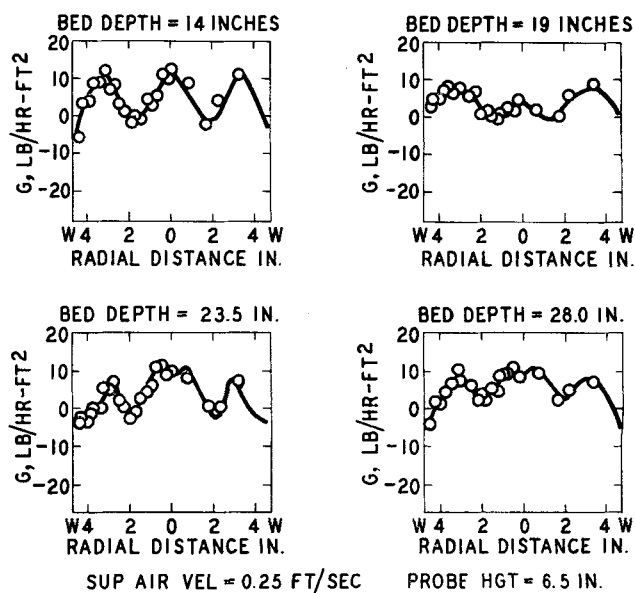 BED DEPTH = 14 INCHES
BED DEPTH = 19 INCHES
G, LB/HR-FT²
20
10
0
-10
-20
W 4 2 0 2 4 W
RADIAL DISTANCE IN.
G, LB/HR-FT²
20
10
0
-10
-20
W 4 2 0 2 4 W
RADIAL DISTANCE IN.
BED DEPTH = 23.5 IN.
BED DEPTH = 28.0 IN.
G, LB/HR-FT²
20
10
0
-10
-20
W 4 2 0 2 4 W
RADIAL DISTANCE IN.
G, LB/HR-FT²
20
10
0
-10
-20
W 4 2 0 2 4 W
RADIAL DISTANCE IN.
SUP AIR VEL = 0.25 FT/SEC PROBE HGT = 6.5 IN.